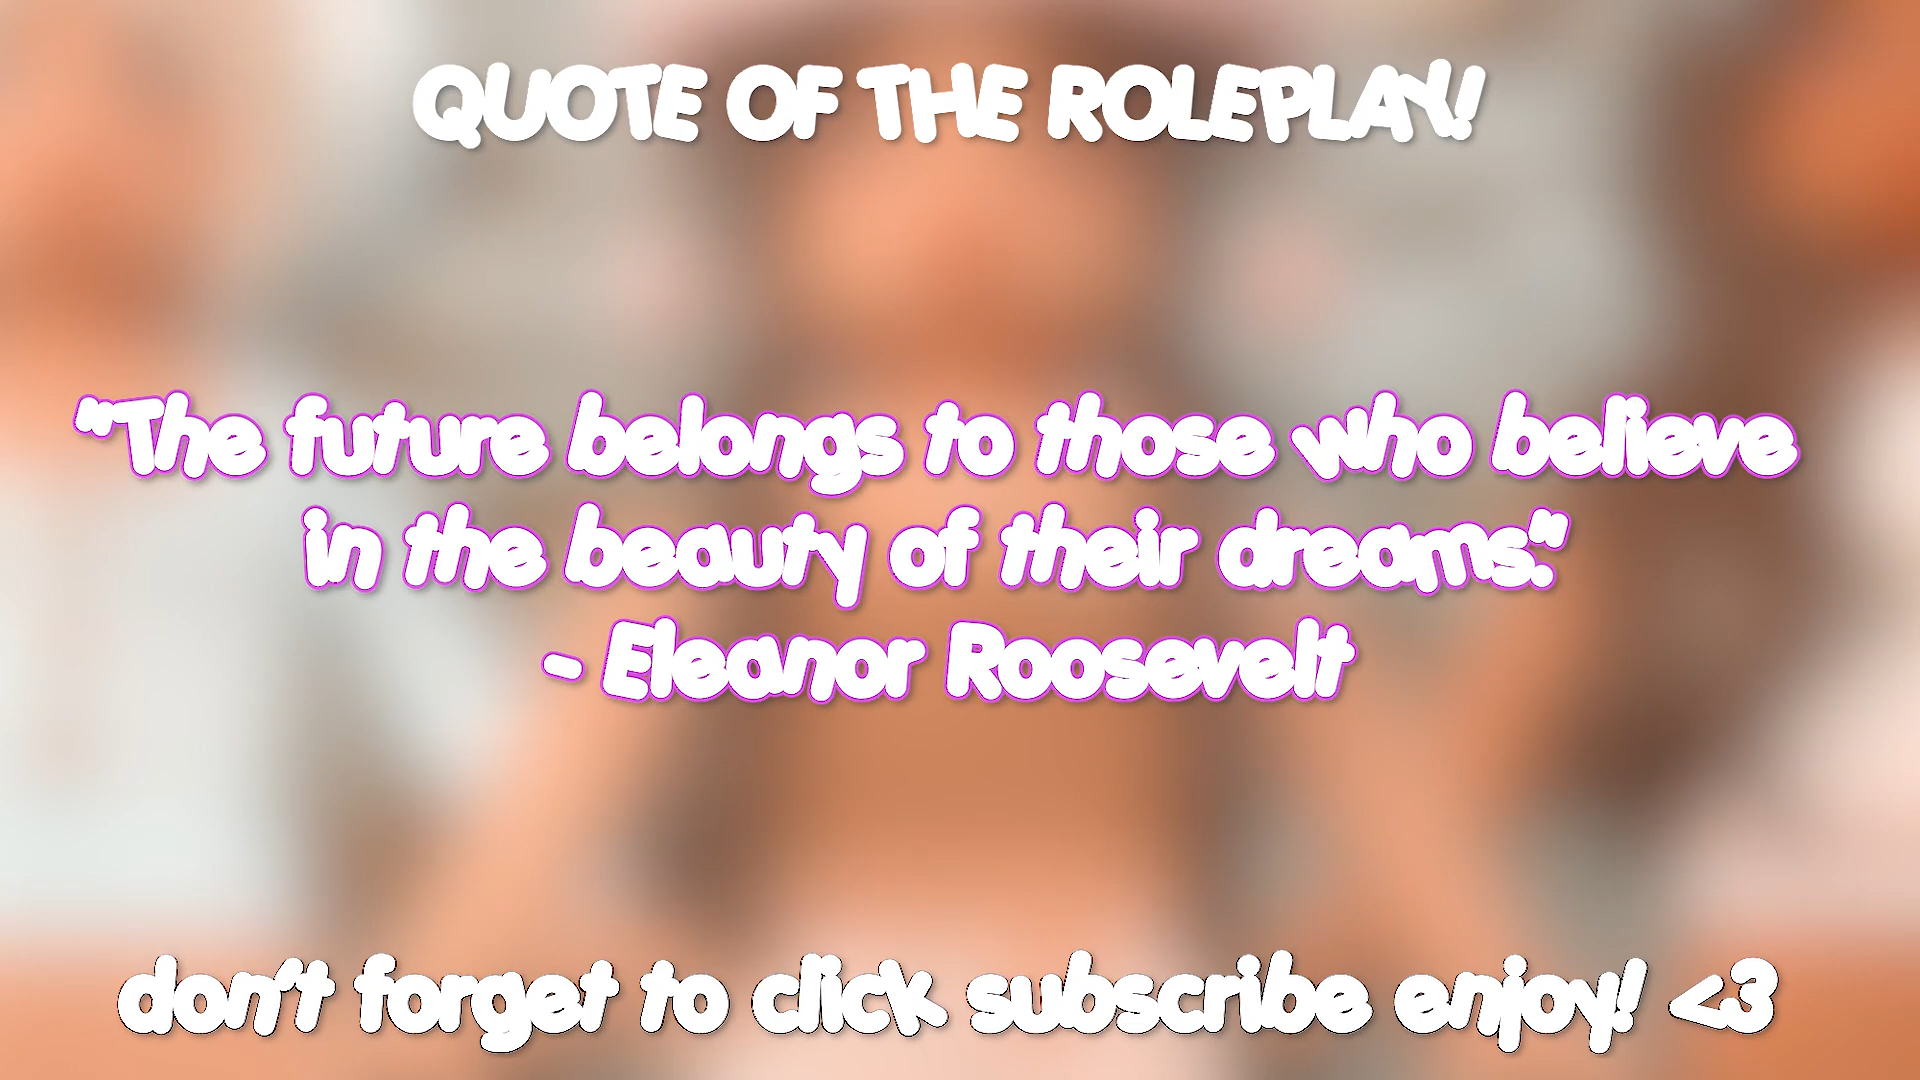 QUOTE OF THE ROLEPLAY!
"The future belongs to those who believe
in the beauty of their dreams."
- Eleanor Roosevelt
don't forget to click subscribe enjoy! <3